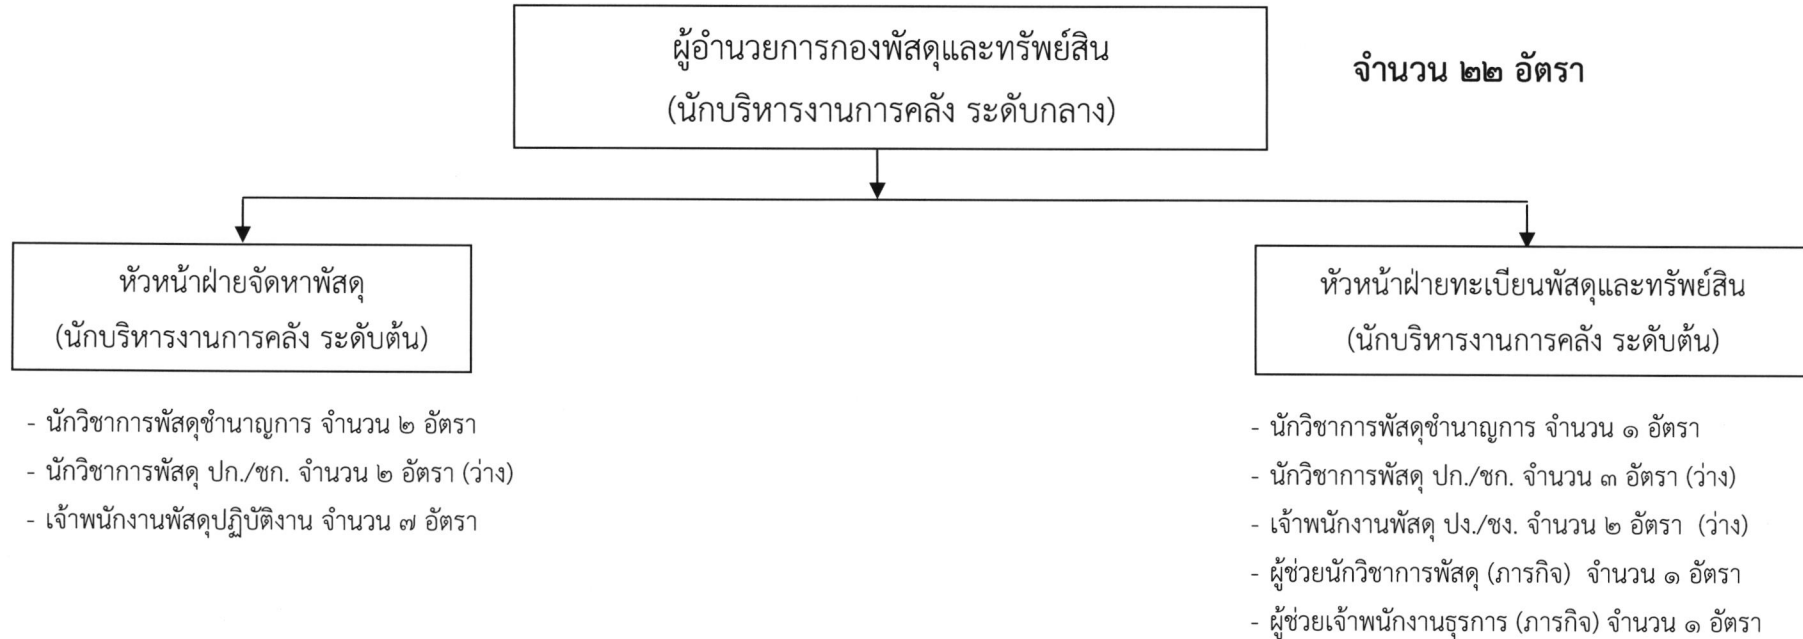 ผู้อำนวยการกองพัสดุและทรัพย์สิน
(นักบริหารงานการคลัง ระดับกลาง)
จำนวน ๒๒ อัตรา
หัวหน้าฝ่ายจัดหาพัสดุ
(นักบริหารงานการคลัง ระดับต้น)
- นักวิชาการพัสดุชำนาญการ จำนวน ๒ อัตรา
- นักวิชาการพัสดุ ปก./ชก. จำนวน ๒ อัตรา (ว่าง)
- เจ้าพนักงานพัสดุปฏิบัติงาน จำนวน ๗ อัตรา
หัวหน้าฝ่ายทะเบียนพัสดุและทรัพย์สิน
(นักบริหารงานการคลัง ระดับต้น)
- นักวิชาการพัสดุชำนาญการ จำนวน ๑ อัตรา
- นักวิชาการพัสดุ ปก./ชก. จำนวน ๓ อัตรา (ว่าง)
- เจ้าพนักงานพัสดุ ปง./ชง. จำนวน ๒ อัตรา (ว่าง)
- ผู้ช่วยนักวิชาการพัสดุ (ภารกิจ) จำนวน ๑ อัตรา
- ผู้ช่วยเจ้าพนักงานธุรการ (ภารกิจ) จำนวน ๑ อัตรา